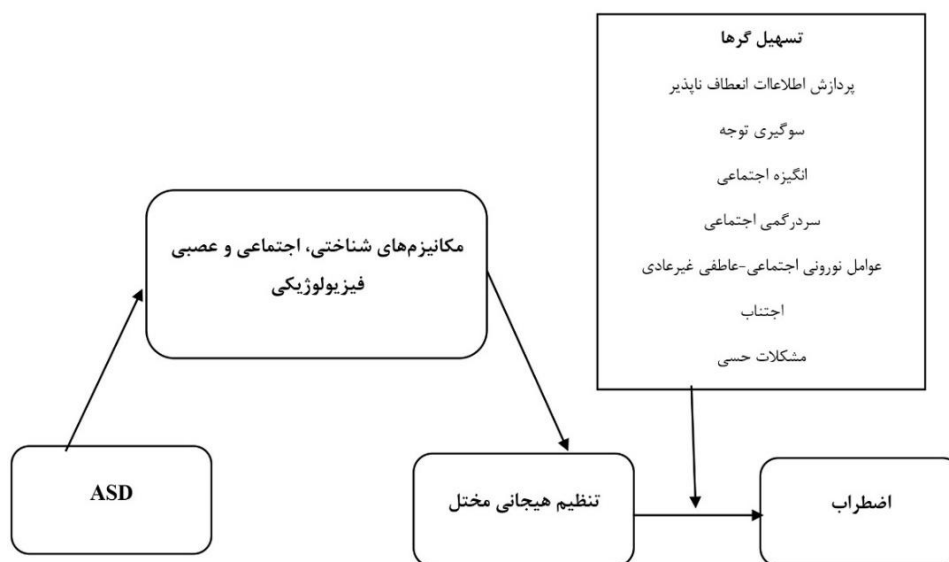 تسهیل گرها
پردازش اطلاعاات انعطاف ناپذیر
سوگیری توجه
انگیزه اجتماعی
سردرگمی اجتماعی
عوامل نورونی اجتماعی-عاطفی غیرعادی
اجتناب
مشکلات حسی
مکانیزم‌های شناختی، اجتماعی و عصبی
فیزیولوژیکی
ASD
تنظیم هیجانی مختل
اضطراب